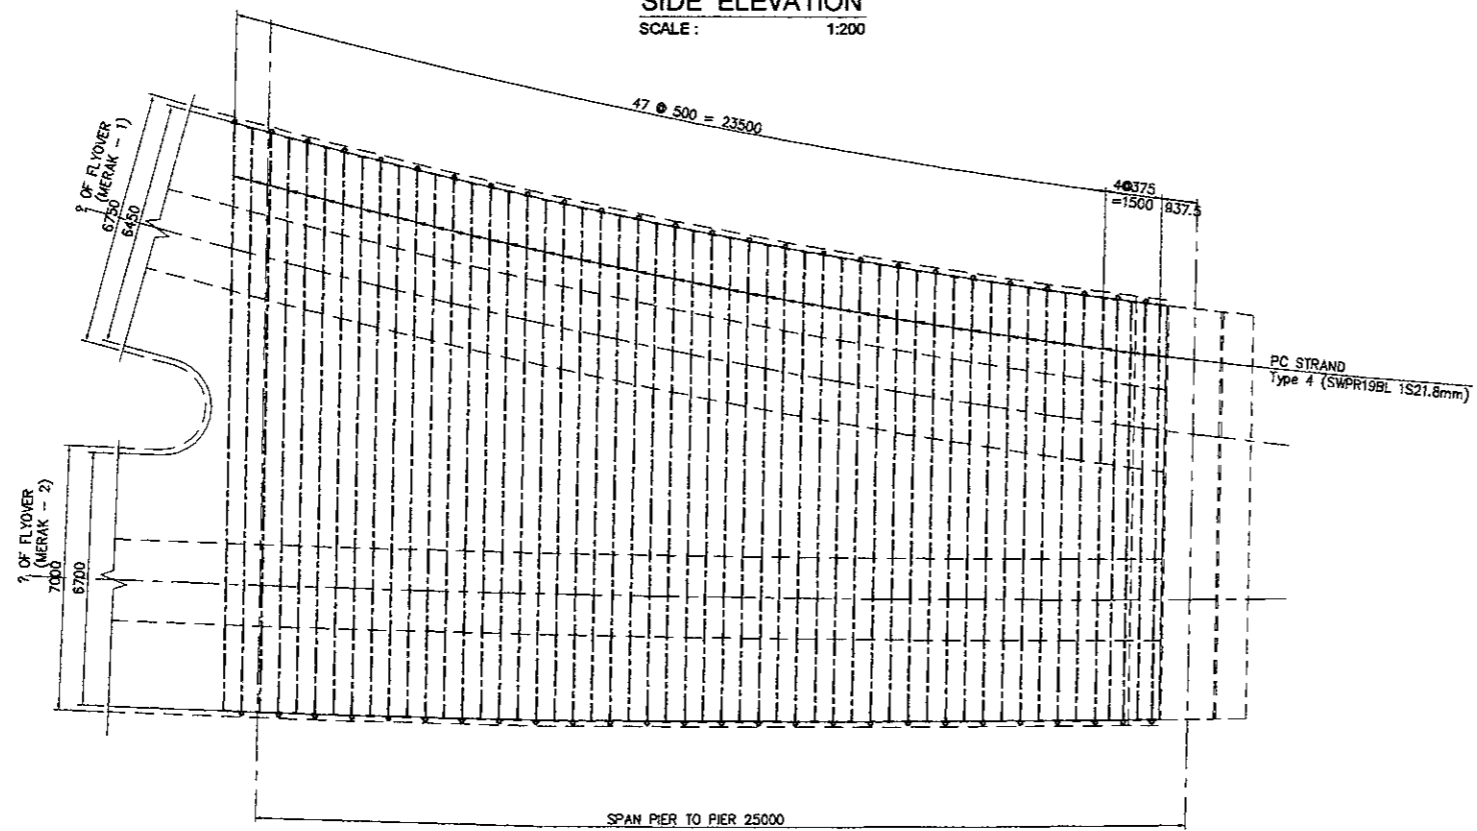 SIDE ELEVATION
SCALE : 1:200
47 @ 500 = 23500
4@375
=1500
937.5
? OF FLYOVER
(MERAK - 1)
6750
6450
PC STRAND
Type 4 (SWPR19BL 1S21.8mm)
? OF FLYOVER
(MERAK - 2)
7000
6700
SPAN PIER TO PIER 25000